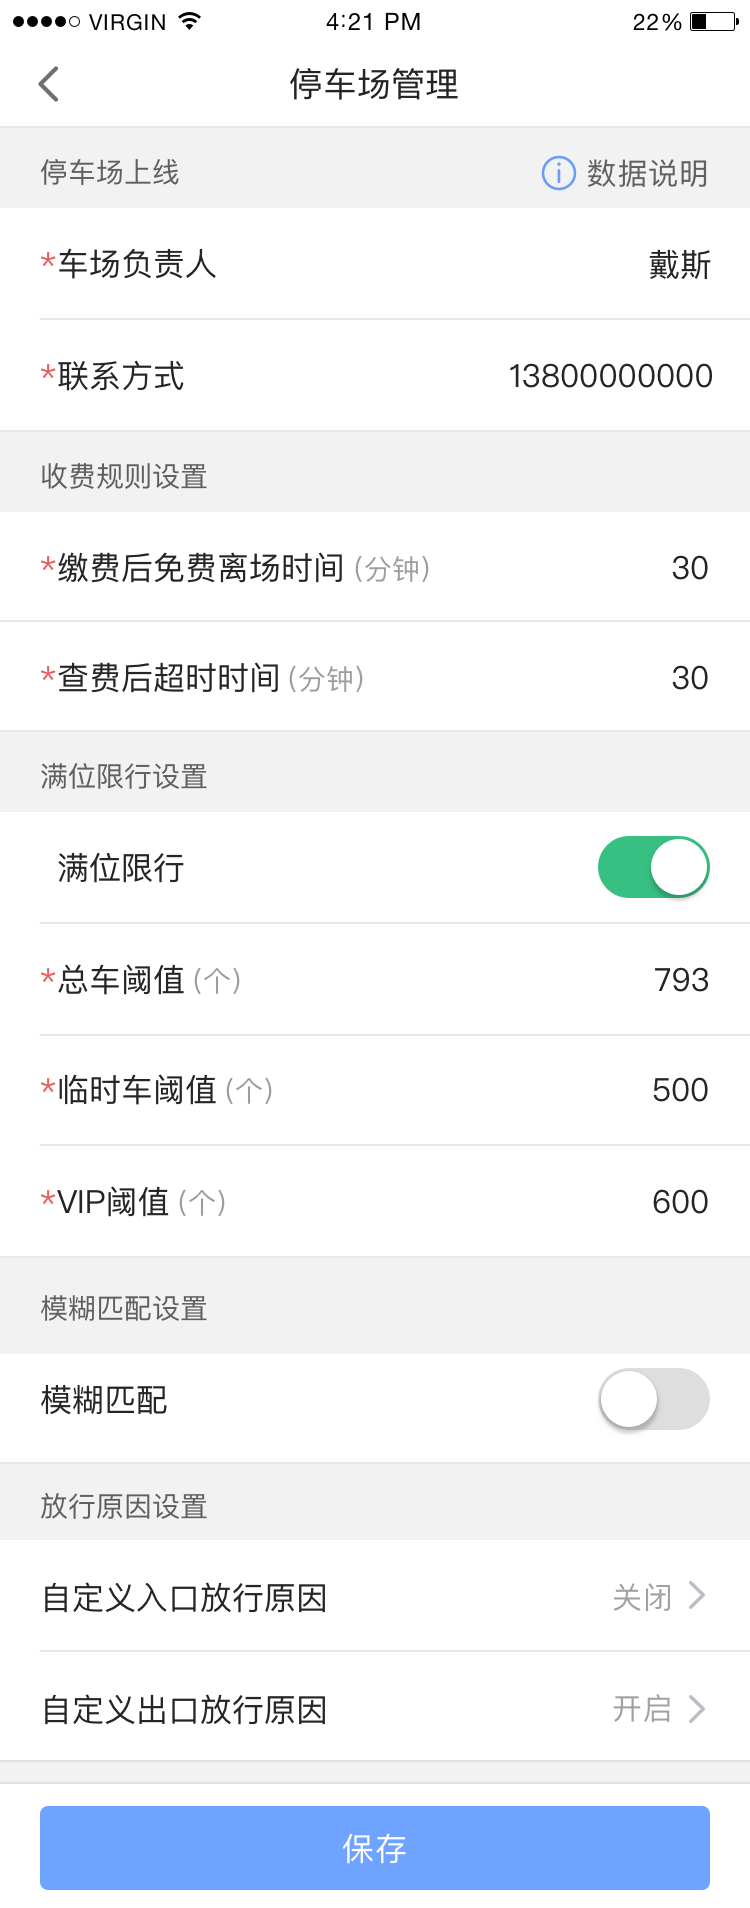 VIRGIN 4:21 PM 22%
停车场管理
停车场上线 数据说明
*车场负责人 戴斯
*联系方式 13800000000
收费规则设置
*缴费后免费离场时间 (分钟) 30
*查费后超时时间 (分钟) 30
满位限行设置
满位限行
*总车阈值 (个) 793
*临时车阈值 (个) 500
*VIP阈值 (个) 600
模糊匹配设置
模糊匹配
放行原因设置
自定义入口放行原因 关闭
自定义出口放行原因 开启
保存